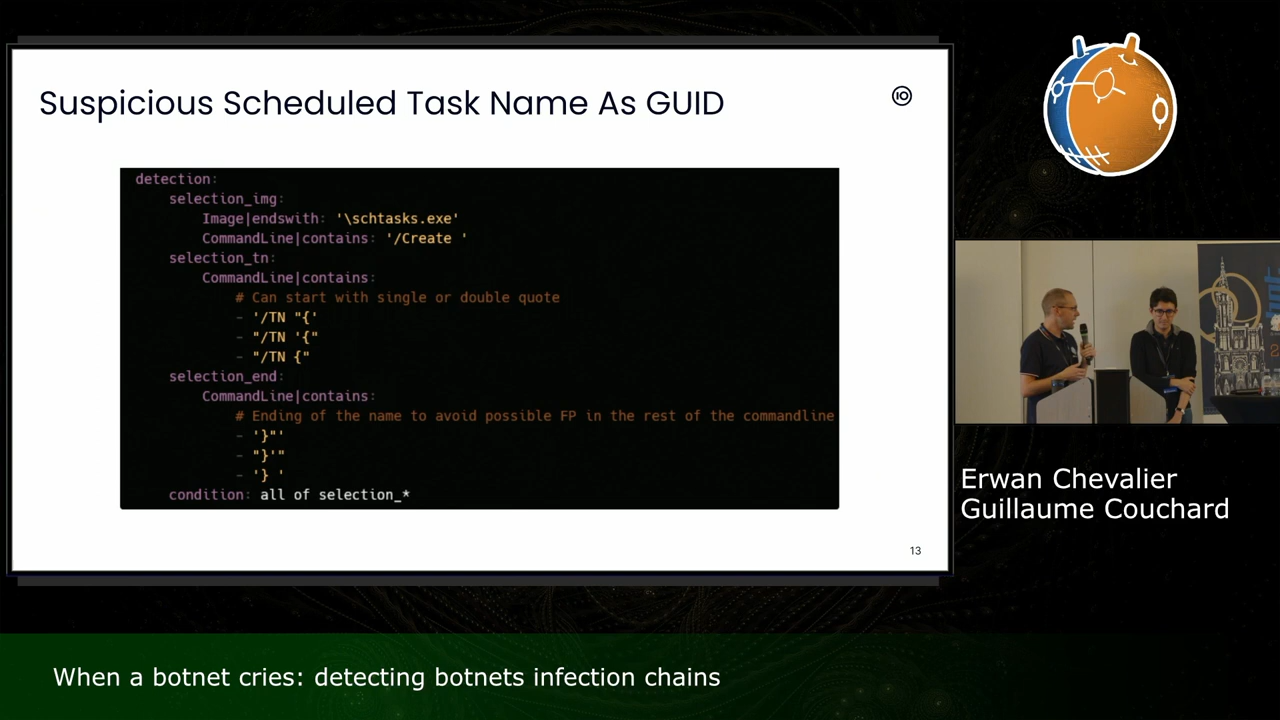 Suspicious Scheduled Task Name As GUID
detection:
selection_img:
Image|endswith: '\schtasks.exe'
CommandLine|contains: '/Create '
selection_tn:
CommandLine|contains:
# Can start with single or double quote
- '/TN "{'
- "/TN '{"
- "/TN {"
selection_end:
CommandLine|contains:
# Ending of the name to avoid possible FP in the rest of the commandline
- '}"'
- "}'"
- '} '
condition: all of selection_*
13
Erwan Chevalier
Guillaume Couchard
When a botnet cries: detecting botnets infection chains